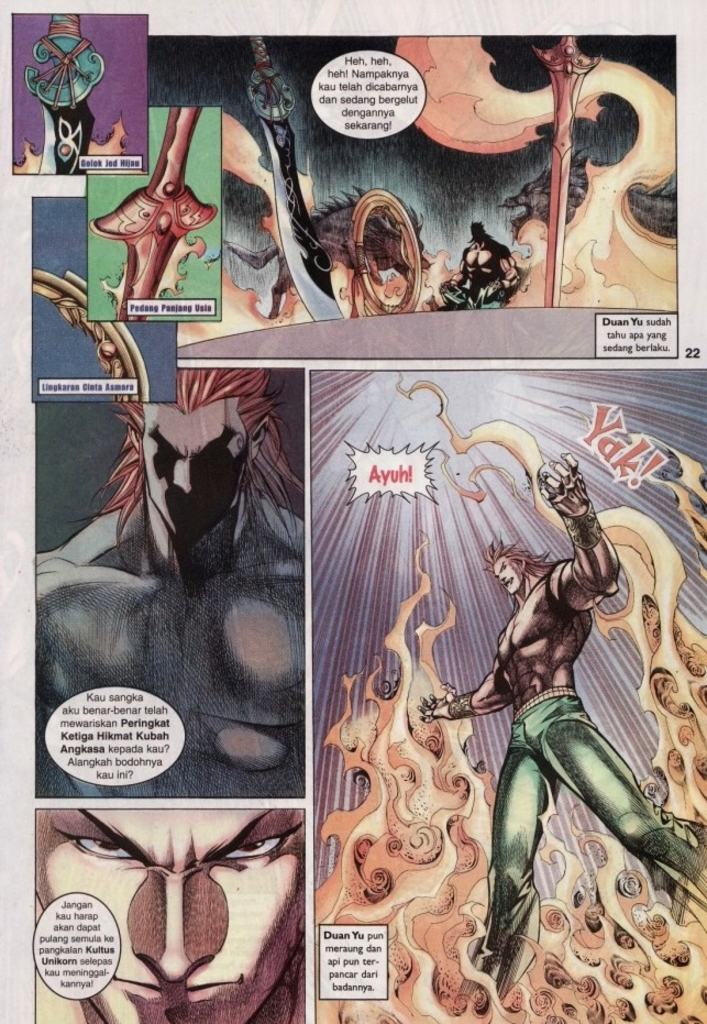 Golok Jed Hijau
Pedang Panjang Usia
Lingkaran Cinta Asmara
Heh, heh,
heh! Nampaknya
kau telah dicabarnya
dan sedang bergelut
dengannya
sekarang!
Duan Yu sudah
tahu apa yang
sedang berlaku.
22
Kau sangka
aku benar-benar telah
mewariskan Peringkat
Ketiga Hikmat Kubah
Angkasa kepada kau?
Alangkah bodohnya
kau ini?
Ayuh!
Yak!
Jangan
kau harap
akan dapat
pulang semula ke
pangkalan Kultus
Unikorn selepas
kau meninggal-
kannya!
Duan Yu pun
meraung dan
api pun ter-
pancar dari
badannya.